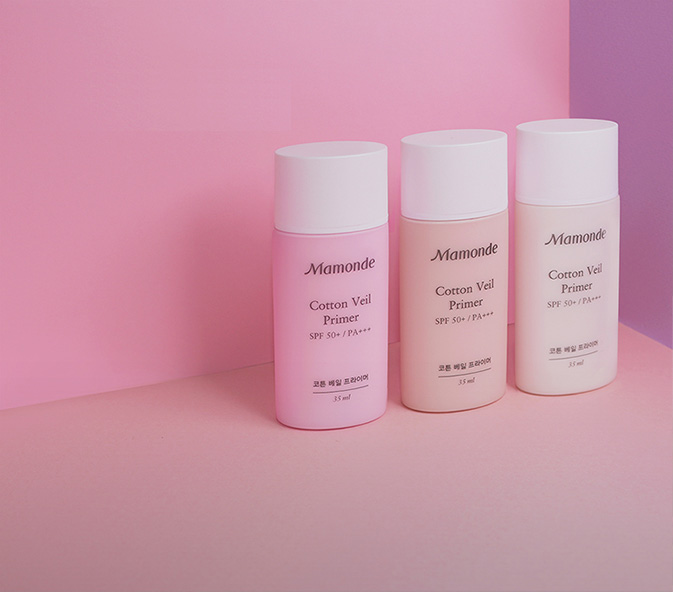 Mamonde
Cotton Veil
Primer
SPF 50+ / PA+++
코튼 베일 프라이머
35 ml
Mamonde
Cotton Veil
Primer
SPF 50+ / PA+++
코튼 베일 프라이머
35 ml
Mamonde
Cotton Veil
Primer
SPF 50+ / PA+++
코튼 베일 프라이머
35 ml